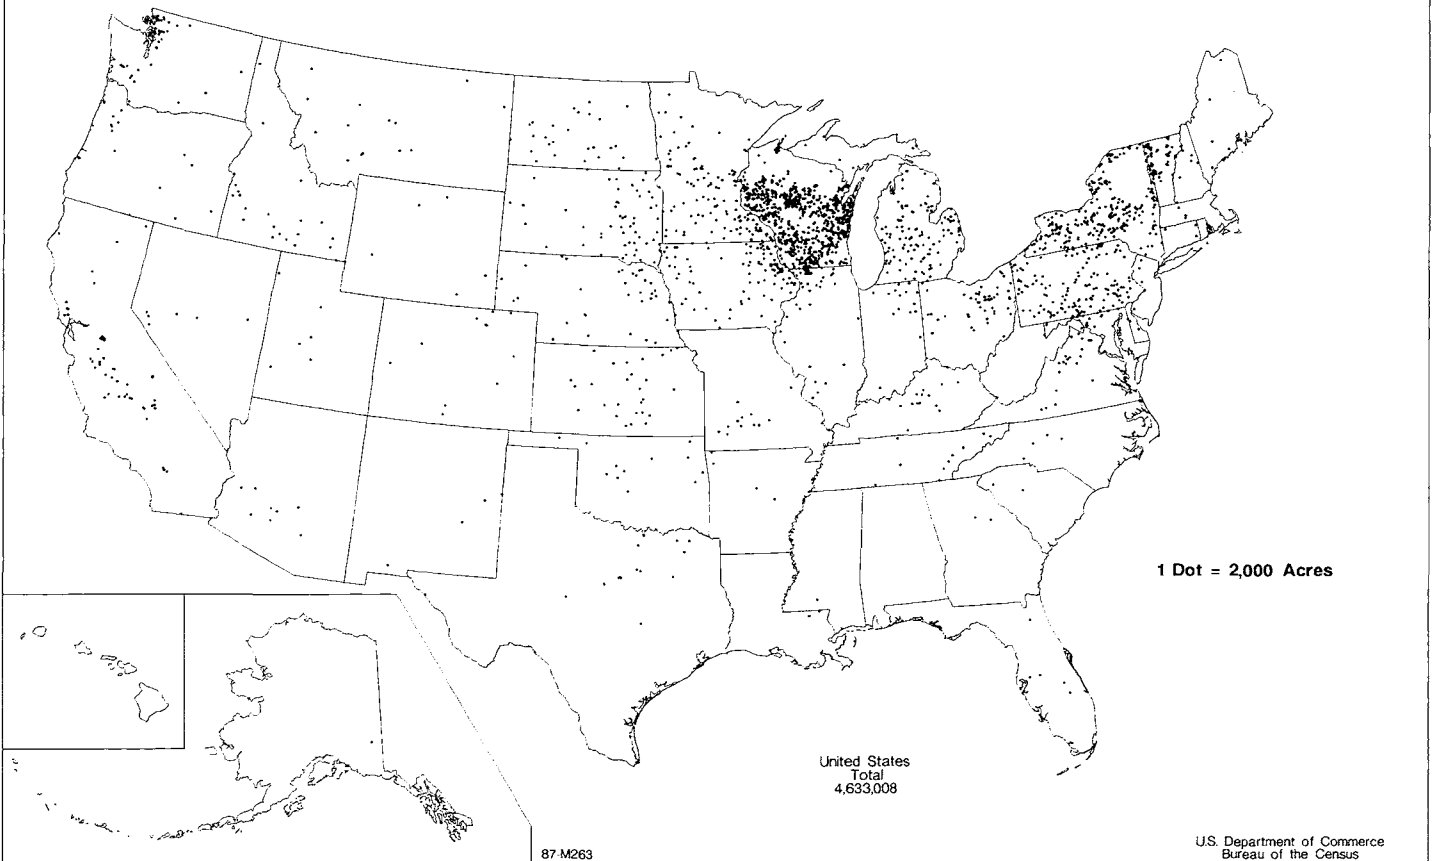 1 Dot = 2,000 Acres
United States
Total
4,633,008
87-M263
U.S. Department of Commerce
Bureau of the Census